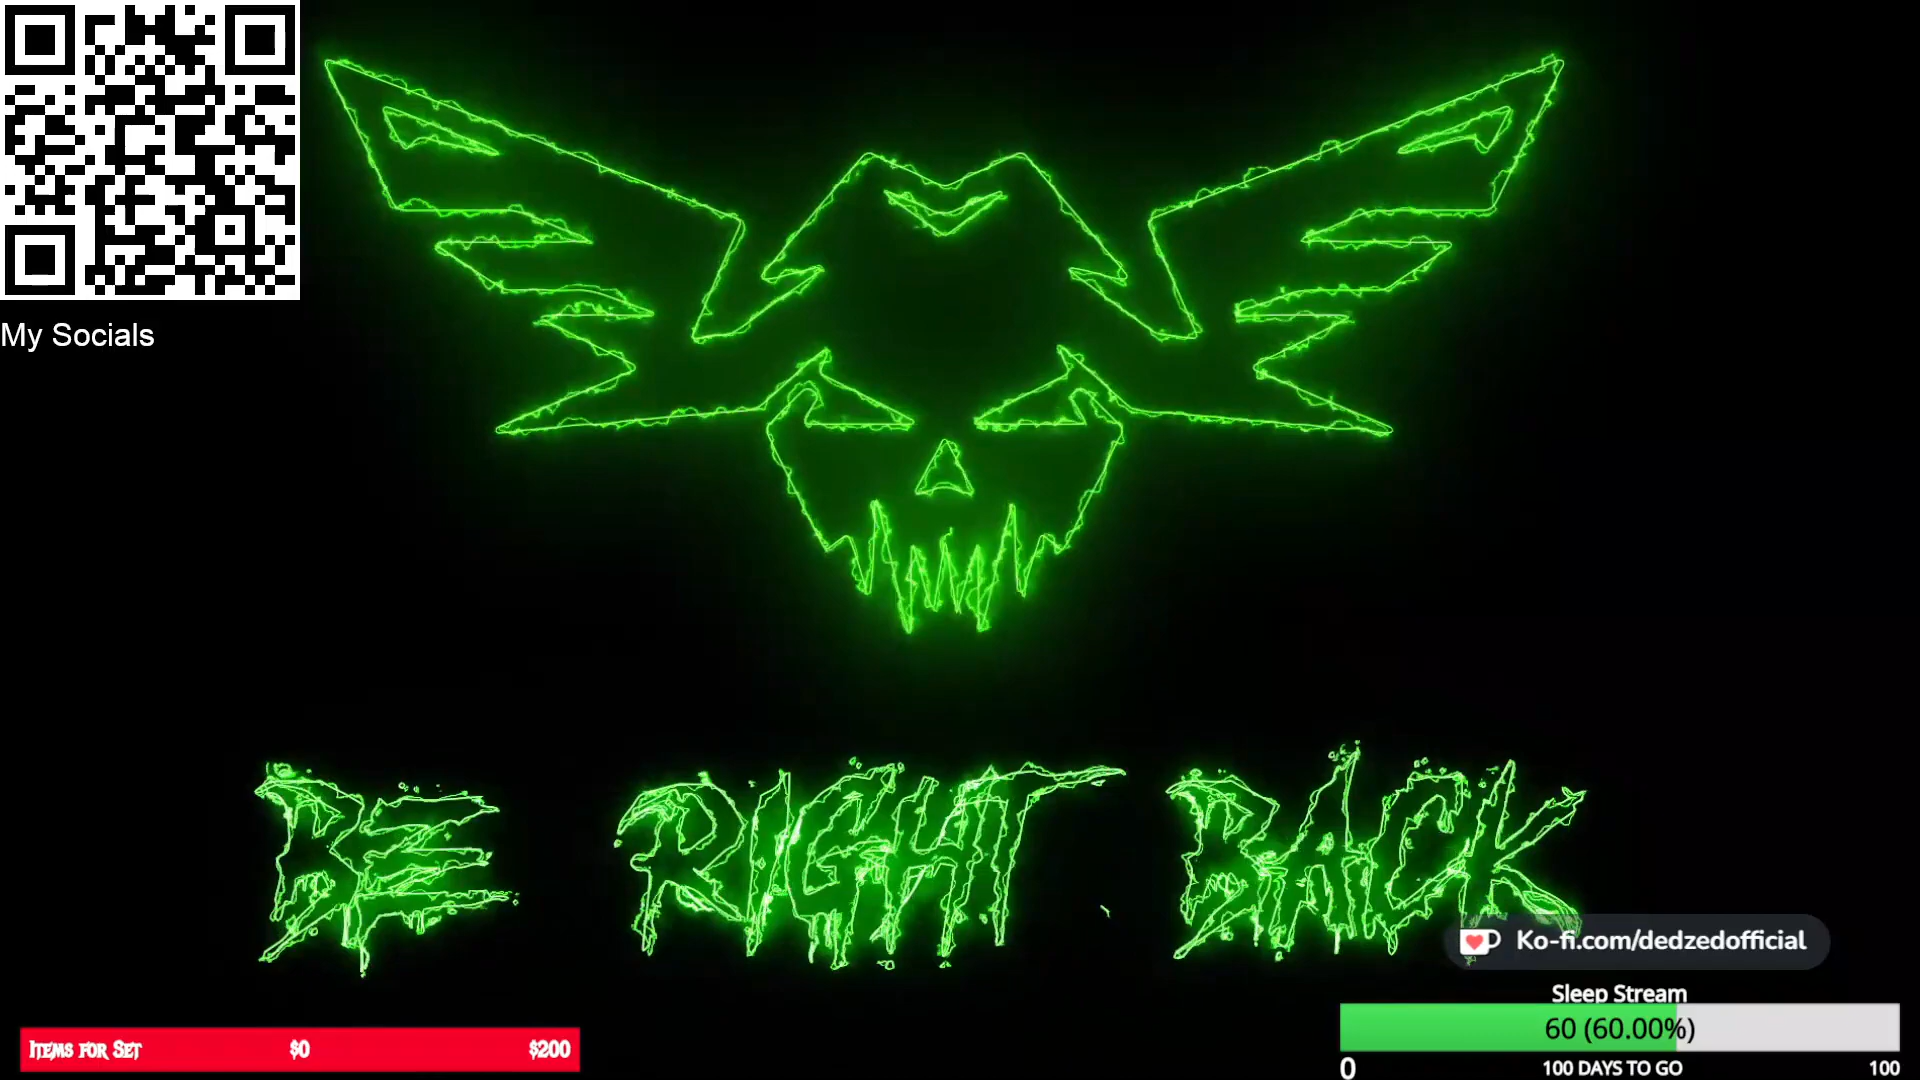 My Socials
BE RIGHT BACK
Ko-fi.com/dedzedofficial
Sleep Stream
60 (60.00%)
0 100 DAYS TO GO 100
Items for Set $0 $200